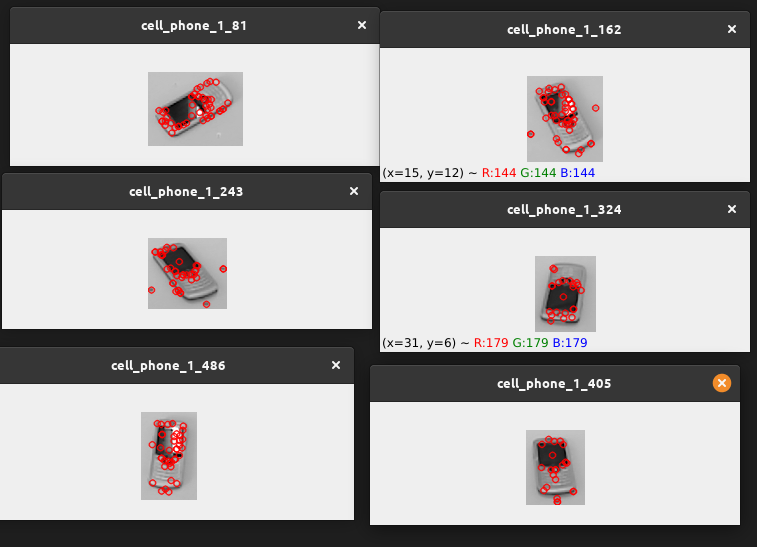 cell_phone_1_81
cell_phone_1_162
(x=15, y=12) ~ R:144 G:144 B:144
cell_phone_1_243
cell_phone_1_324
(x=31, y=6) ~ R:179 G:179 B:179
cell_phone_1_486
cell_phone_1_405